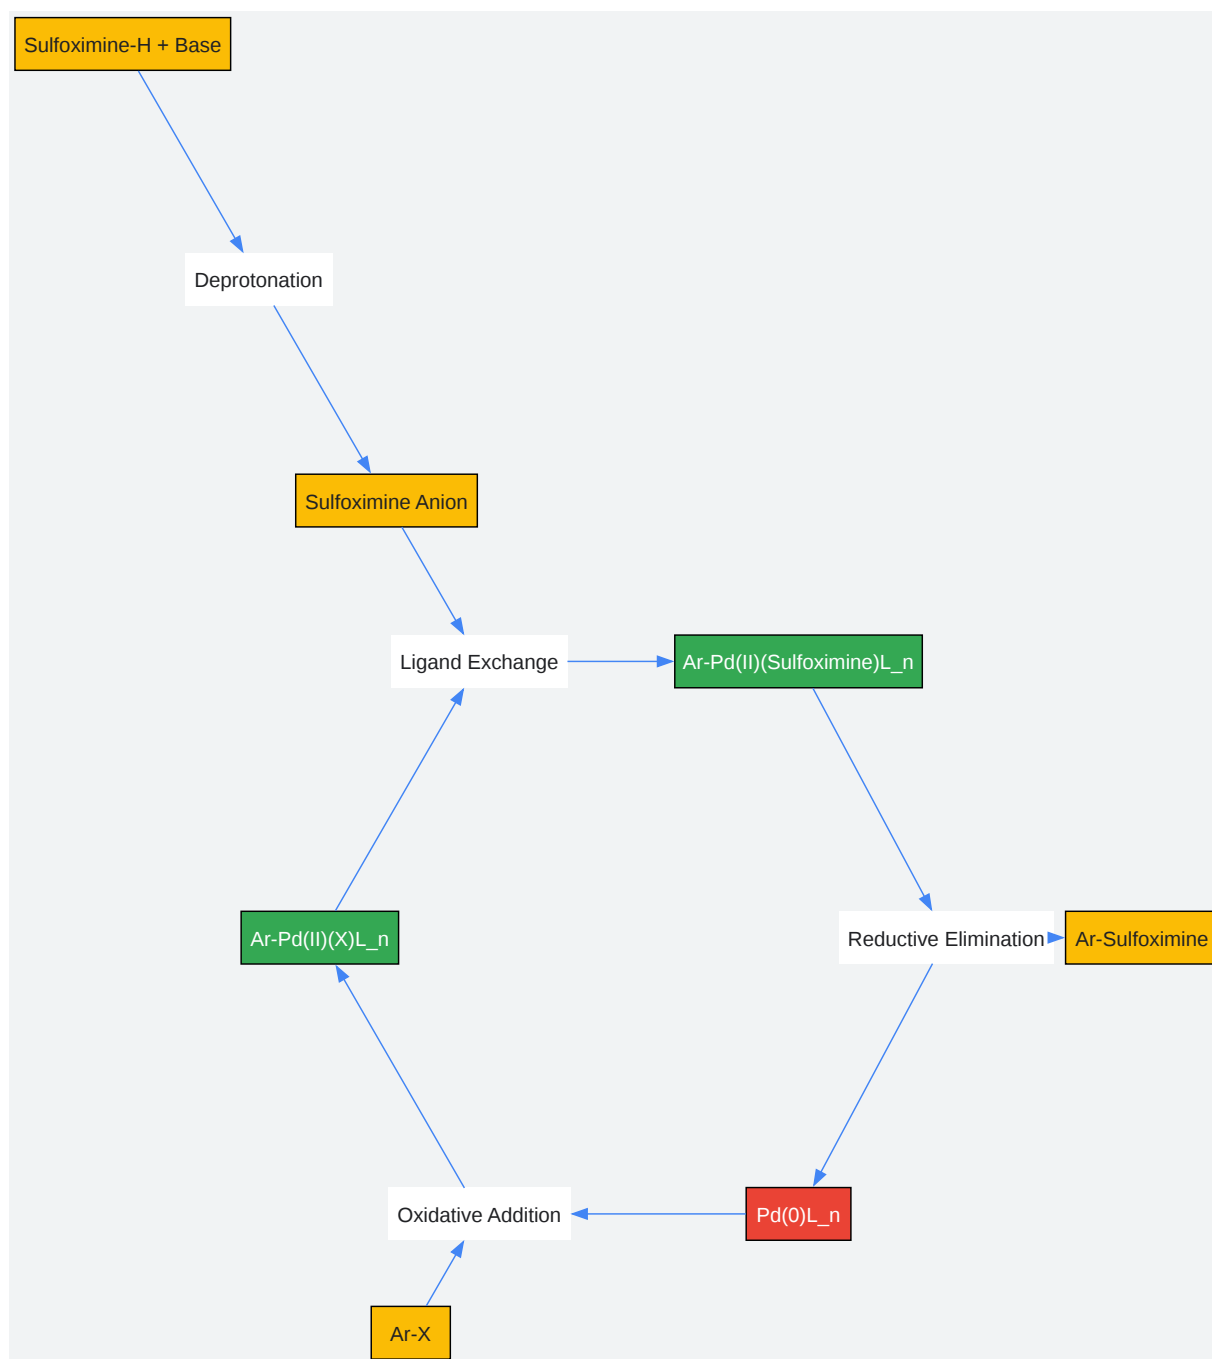 Sulfoximine-H + Base
Deprotonation
Sulfoximine Anion
Ligand Exchange
Ar-Pd(II)(Sulfoximine)L_n
Ar-Pd(II)(X)L_n
Reductive Elimination
Ar-Sulfoximine
Oxidative Addition
Pd(0)L_n
Ar-X